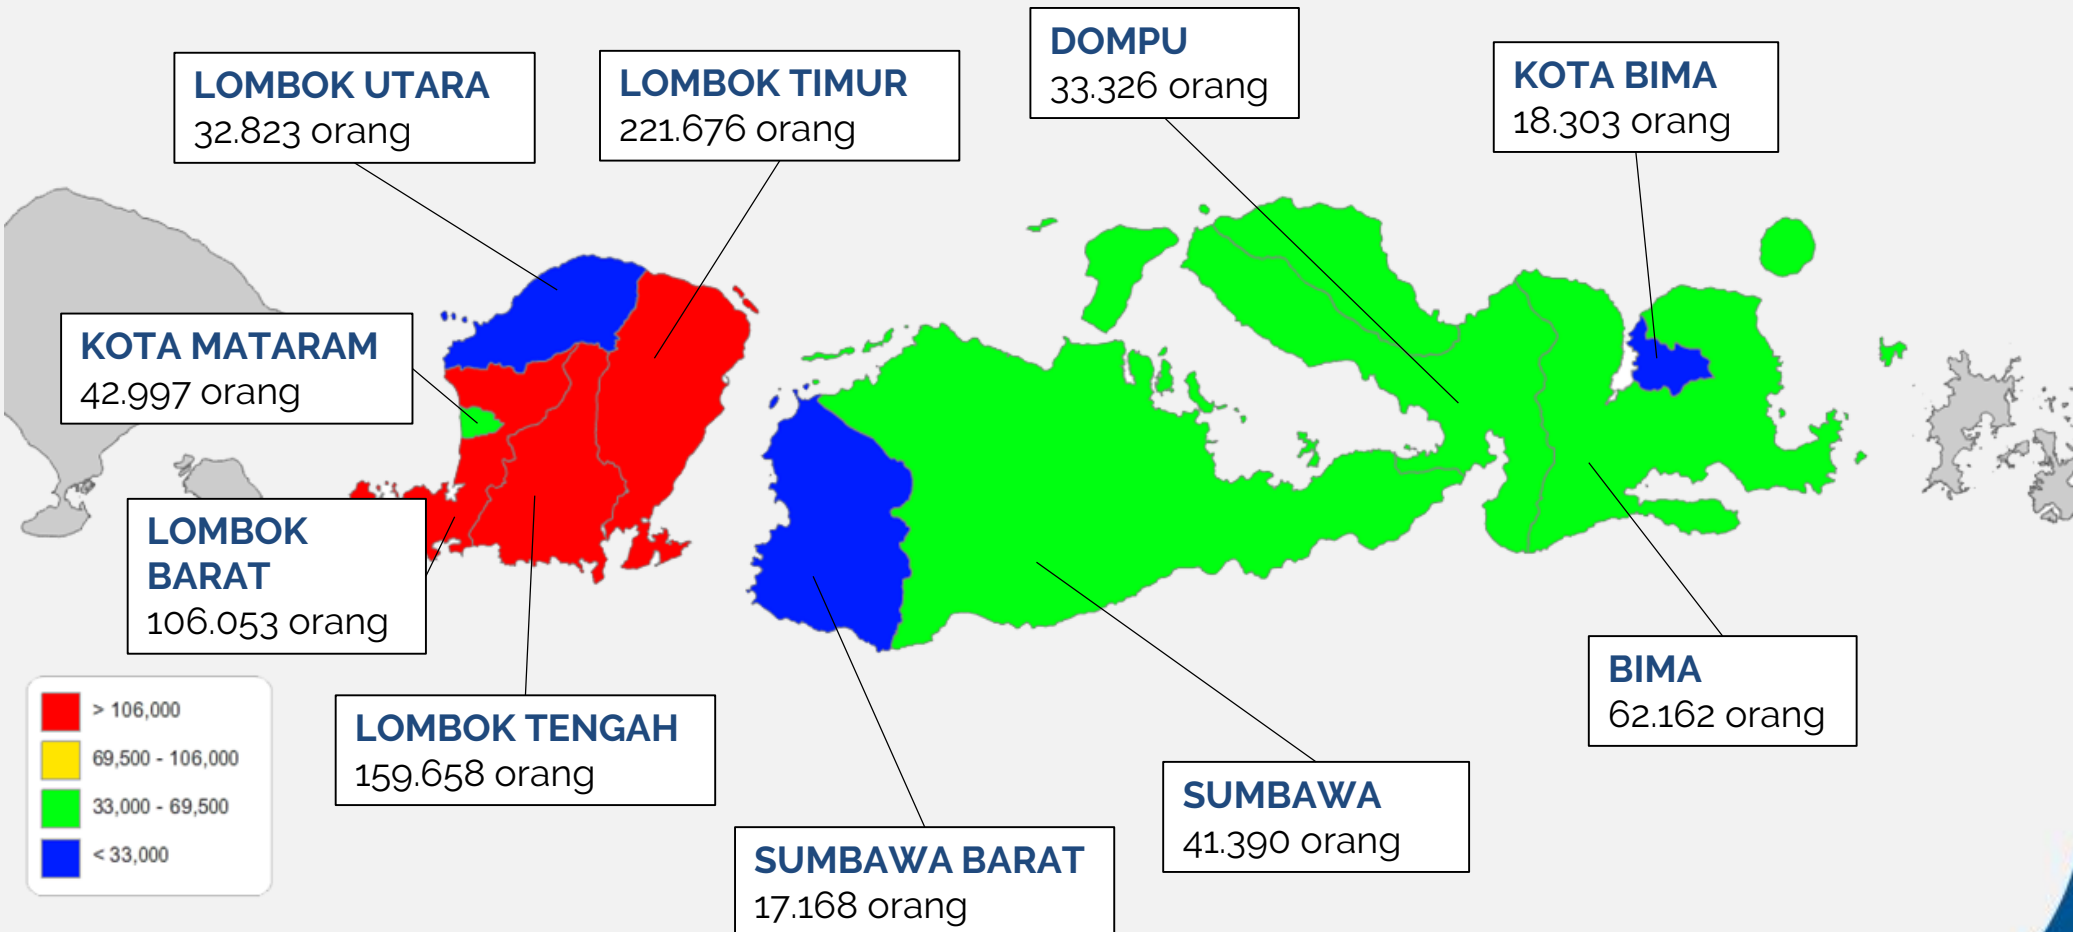 LOMBOK UTARA
32.823 orang
LOMBOK TIMUR
221.676 orang
DOMPU
33.326 orang
KOTA BIMA
18.303 orang
KOTA MATARAM
42.997 orang
LOMBOK
BARAT
106.053 orang
LOMBOK TENGAH
159.658 orang
SUMBAWA BARAT
17.168 orang
SUMBAWA
41.390 orang
BIMA
62.162 orang
> 106,000
69,500 - 106,000
33,000 - 69,500
< 33,000